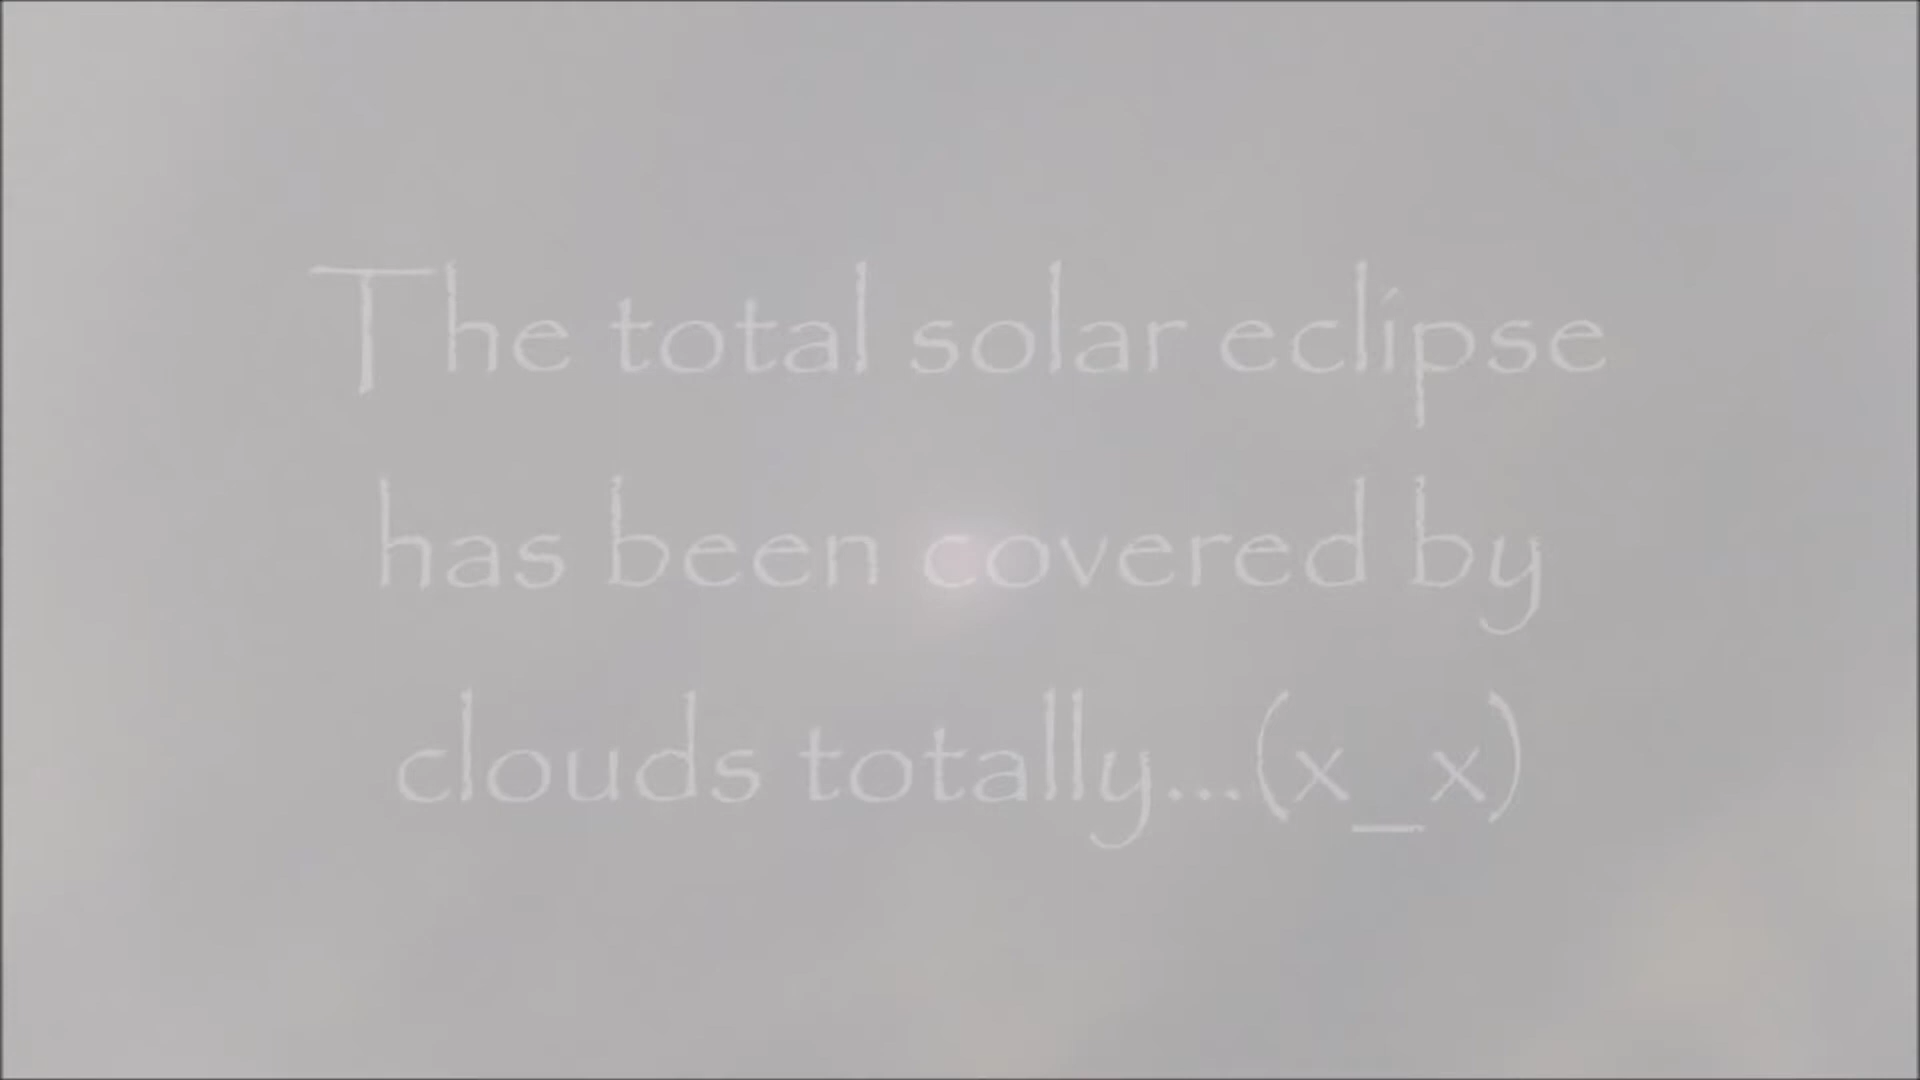 The total solar eclipse
has been covered by
clouds totally...(x_x)